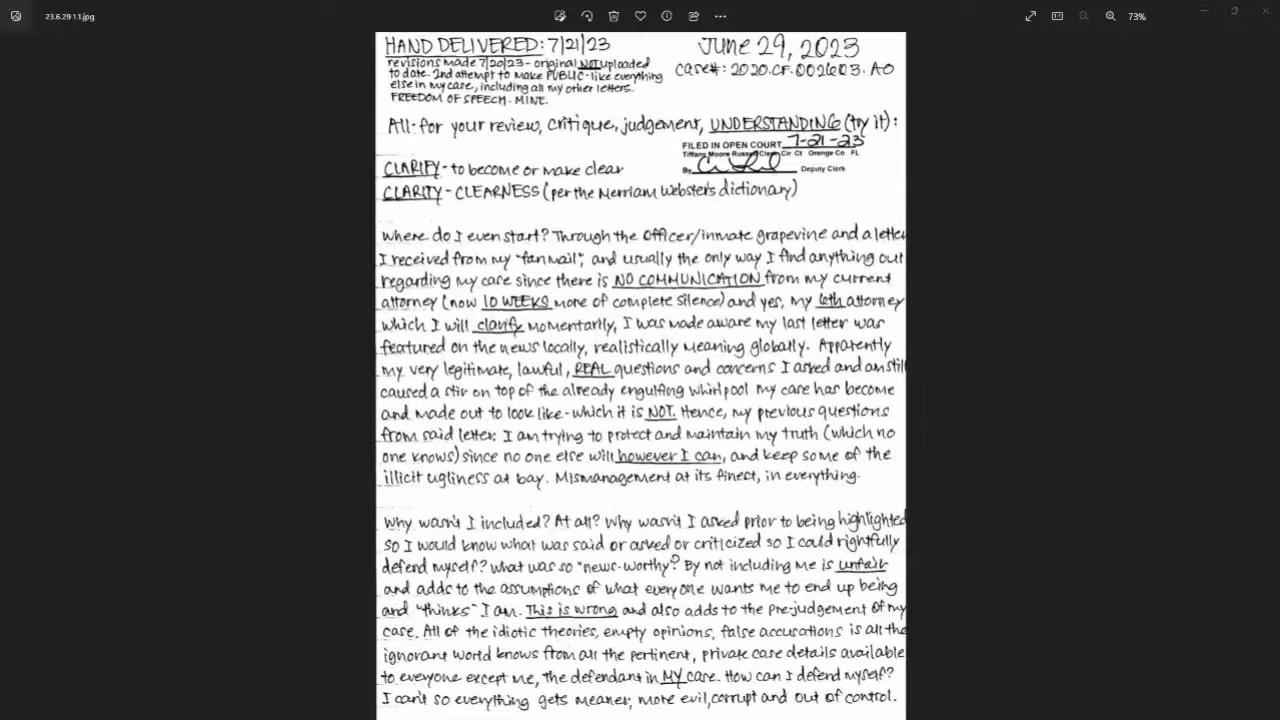 23.6.29 1.1.jpg
73%
HAND DELIVERED: 7/21/23
June 29, 2023
revisions made 7/20/23 - original NOT uploaded
to date. 2nd attempt to make PUBLIC - like everything
else in my case, including all my other letters.
FREEDOM OF SPEECH - MINE.
case#: 2020.CF.002603.AO
All - for your review, critique, judgement, UNDERSTANDING (try it):
FILED IN OPEN COURT 7-21-23
Tiffany Moore Russell Clerk, Cir Ct Orange Co FL
By Deputy Clerk
CLARIFY - to become or make clear
CLARITY - CLEARNESS (per the Merriam Webster's dictionary)
Where do I even start? Through the officer/inmate grapevine and a letter
I received from my "fanmail", and usually the only way I find anything out
regarding my case since there is NO COMMUNICATION from my current
attorney (now 10 WEEKS more of complete silence) and yes, my 6th attorney
which I will clarify momentarily, I was made aware my last letter was
featured on the news locally, realistically meaning globally. Apparently
my very legitimate, lawful, REAL questions and concerns I asked and am still
caused a stir on top of the already engulfing whirlpool my case has become
and made out to look like - which it is NOT. Hence, my previous questions
from said letter. I am trying to protect and maintain my truth (which no
one knows) since no one else will however I can, and keep some of the
illicit ugliness at bay. Mismanagement at its finest, in everything.
Why wasn't I included? At all? Why wasn't I asked prior to being highlighted
so I would know what was said or asked or criticized so I could rightfully
defend myself? What was so "news-worthy"? By not including me is unfair
and adds to the assumptions of what everyone wants me to end up being
and "thinks" I am. This is wrong and also adds to the pre-judgement of my
case. All of the idiotic theories, empty opinions, false accusations is all the
ignorant world knows from all the pertinent, private case details available
to everyone except me, the defendant in MY case. How can I defend myself?
I can't so everything gets meaner, more evil, corrupt and out of control.